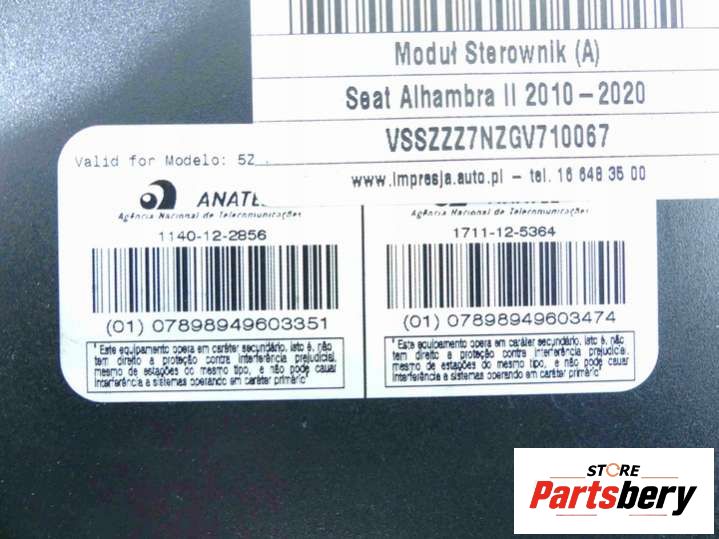 Moduł Sterownik (A)
Seat Alhambra II 2010-2020
VSSZZZ7NZGV710067
www.impresja.auto.pl - tel. 16 648 35 00
Valid for Modelo: 5Z
ANATEL
Agência Nacional de Telecomunicações
1140-12-2856
(01) 07898949603351
"Este equipamento opera em caráter secundário, isto é, não
tem direito a proteção contra interferência prejudicial,
mesmo de estações do mesmo tipo, e não pode causar
interferência a sistemas operando em caráter primário"
Agência Nacional de Telecomunicações
1711-12-5364
(01) 07898949603474
"Este equipamento opera em caráter secundário, isto é, não
tem direito a proteção contra interferência prejudicial,
mesmo de estações do mesmo tipo, e não pode causar
interferência a sistemas operando em caráter primário"
STORE
Partsbery